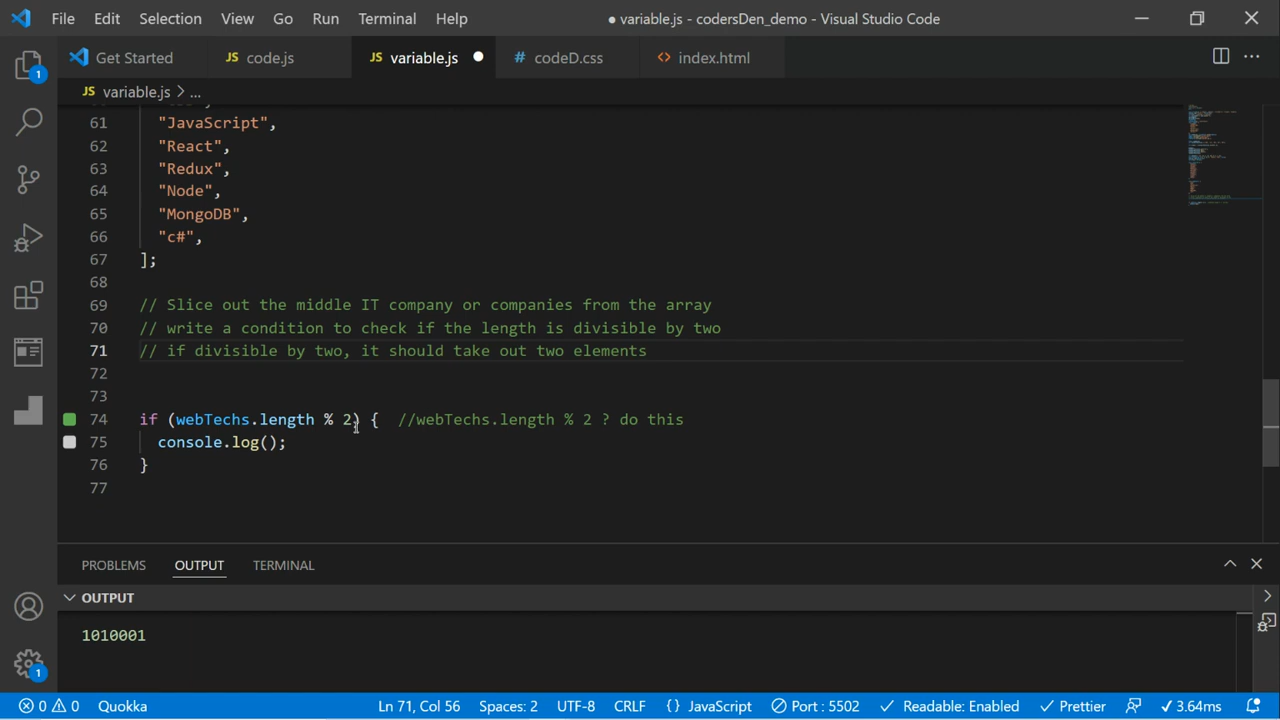 File Edit Selection View Go Run Terminal Help ● variable.js - codersDen_demo - Visual Studio Code
Get Started JS code.js JS variable.js ● # codeD.css <> index.html
JS variable.js > ...
61 "JavaScript",
62 "React",
63 "Redux",
64 "Node",
65 "MongoDB",
66 "c#",
67 ];
68
69 // Slice out the middle IT company or companies from the array
70 // write a condition to check if the length is divisible by two
71 // if divisible by two, it should take out two elements
72
73
74 if (webTechs.length % 2) { //webTechs.length % 2 ? do this
75 console.log();
76 }
77
PROBLEMS OUTPUT TERMINAL
OUTPUT
1010001
1
1
0 0 Quokka Ln 71, Col 56 Spaces: 2 UTF-8 CRLF {} JavaScript Port : 5502 Readable: Enabled Prettier ✓ 3.64ms